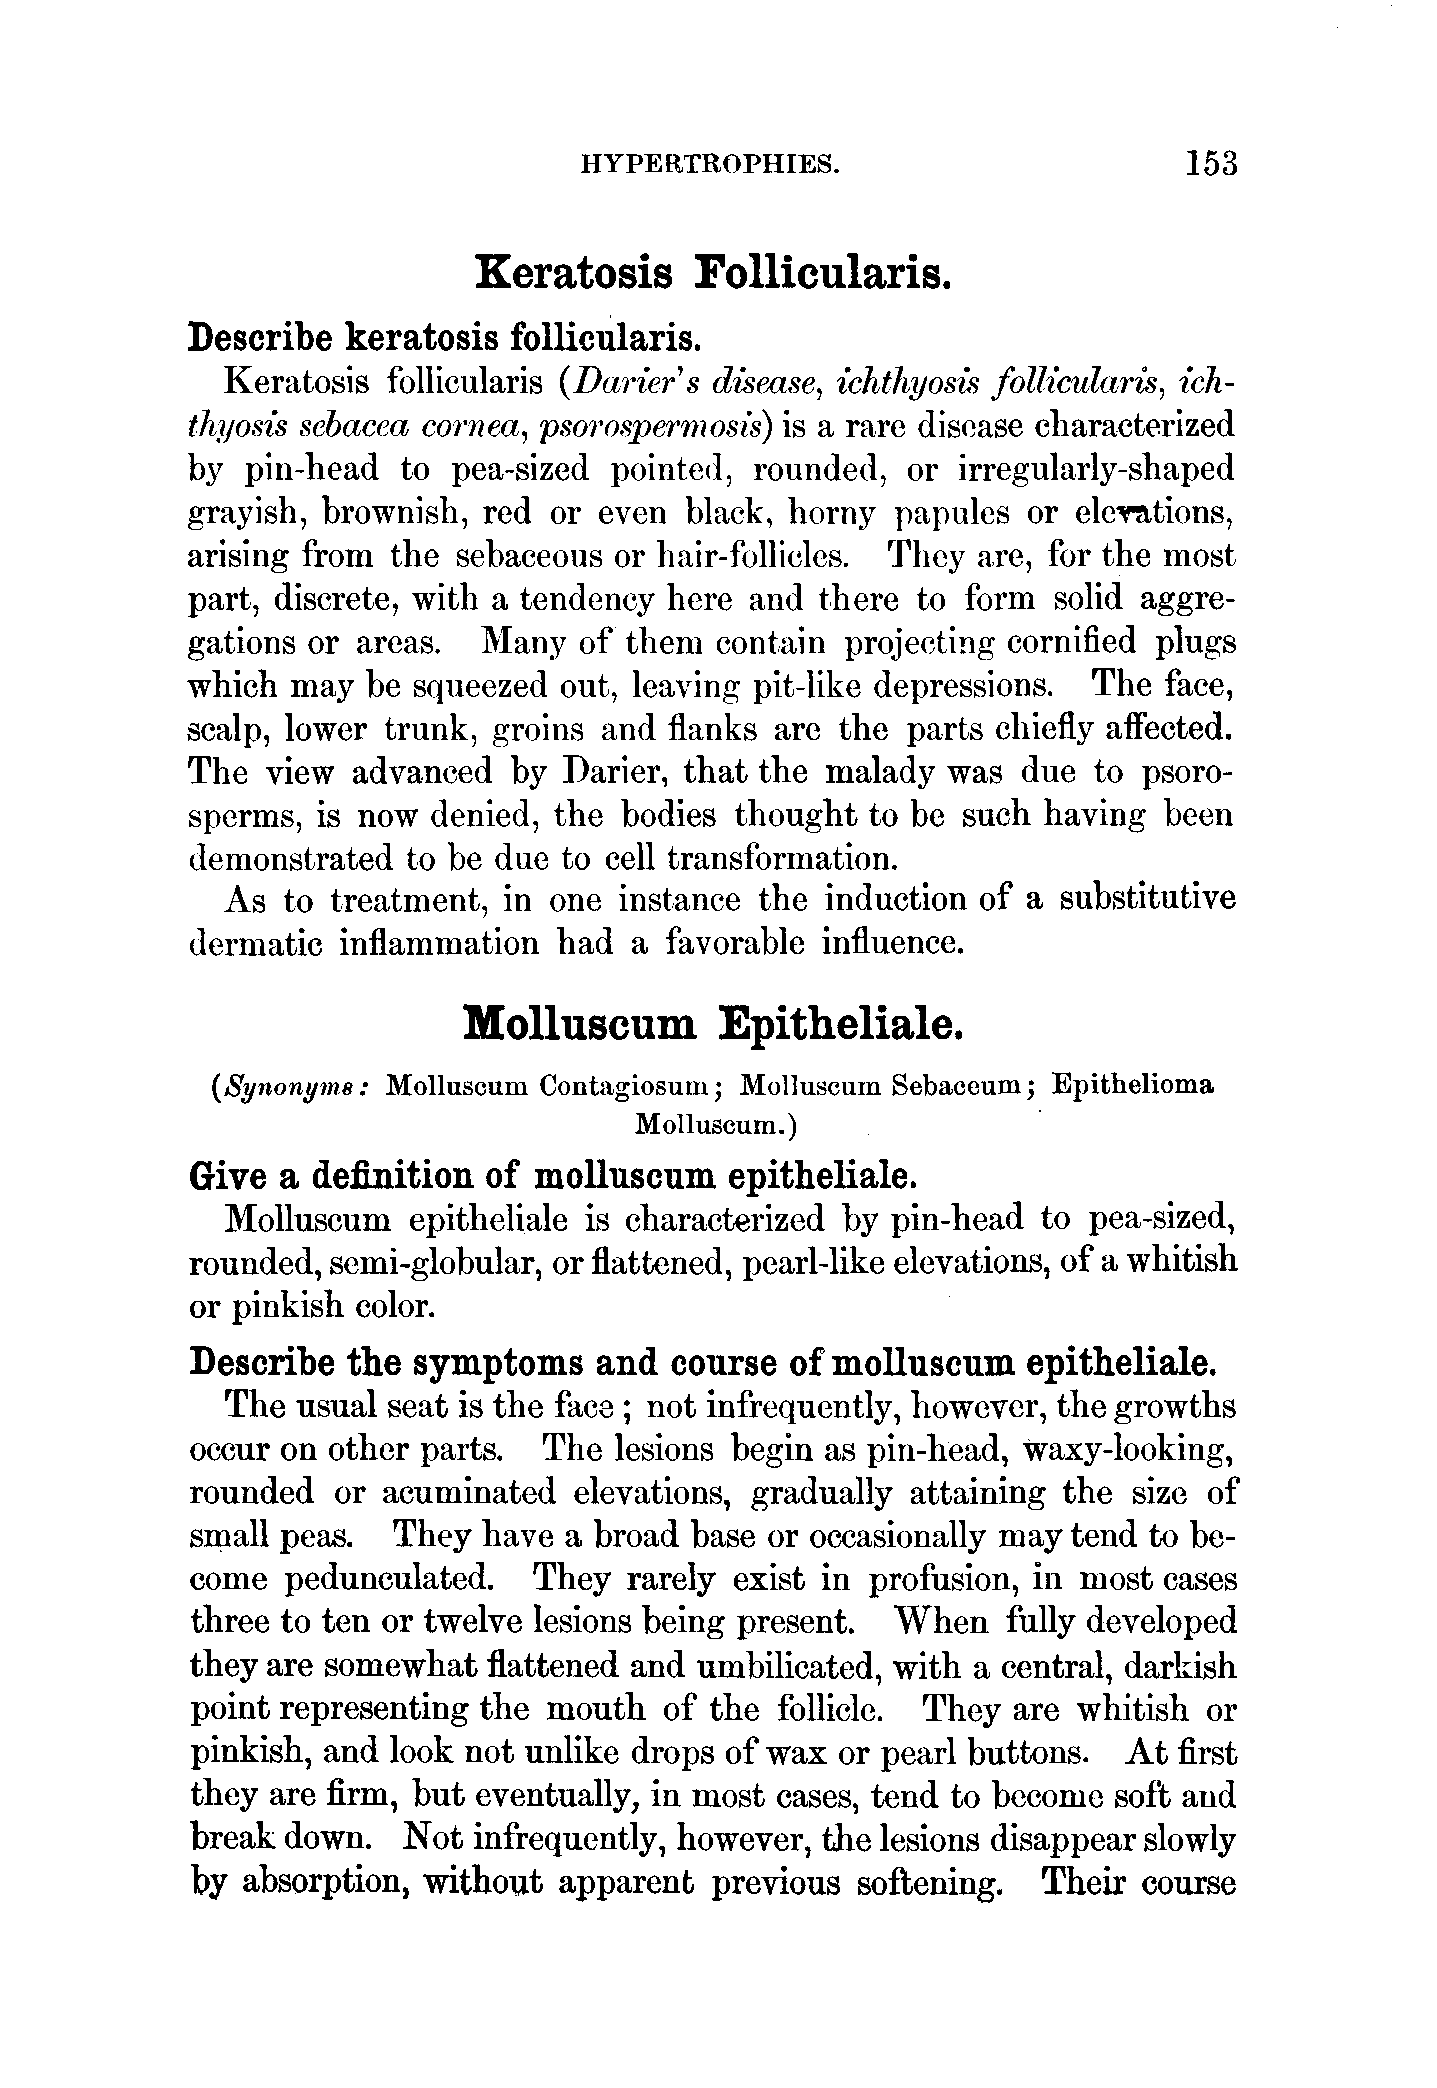 HYPERTROPHIES. 153
Keratosis Follicularis.
Describe keratosis follicularis.
Keratosis follicularis (Darier's disease, ichthyosis follicularis, ich-
thyosis sebacea cornea, psorospermosis) is a rare disease characterized
by pin-head to pea-sized pointed, rounded, or irregularly-shaped
grayish, brownish, red or even black, horny papules or elevations,
arising from the sebaceous or hair-follicles. They are, for the most
part, discrete, with a tendency here and there to form solid aggre-
gations or areas. Many of them contain projecting cornified plugs
which may be squeezed out, leaving pit-like depressions. The face,
scalp, lower trunk, groins and flanks are the parts chiefly affected.
The view advanced by Darier, that the malady was due to psoro-
sperms, is now denied, the bodies thought to be such having been
demonstrated to be due to cell transformation.
As to treatment, in one instance the induction of a substitutive
dermatic inflammation had a favorable influence.
Molluscum Epitheliale.
(Synonyms: Molluscum Contagiosum; Molluscum Sebaceum; Epithelioma
Molluscum.)
Give a definition of molluscum epitheliale.
Molluscum epitheliale is characterized by pin-head to pea-sized,
rounded, semi-globular, or flattened, pearl-like elevations, of a whitish
or pinkish color.
Describe the symptoms and course of molluscum epitheliale.
The usual seat is the face; not infrequently, however, the growths
occur on other parts. The lesions begin as pin-head, waxy-looking,
rounded or acuminated elevations, gradually attaining the size of
small peas. They have a broad base or occasionally may tend to be-
come pedunculated. They rarely exist in profusion, in most cases
three to ten or twelve lesions being present. When fully developed
they are somewhat flattened and umbilicated, with a central, darkish
point representing the mouth of the follicle. They are whitish or
pinkish, and look not unlike drops of wax or pearl buttons. At first
they are firm, but eventually, in most cases, tend to become soft and
break down. Not infrequently, however, the lesions disappear slowly
by absorption, without apparent previous softening. Their course